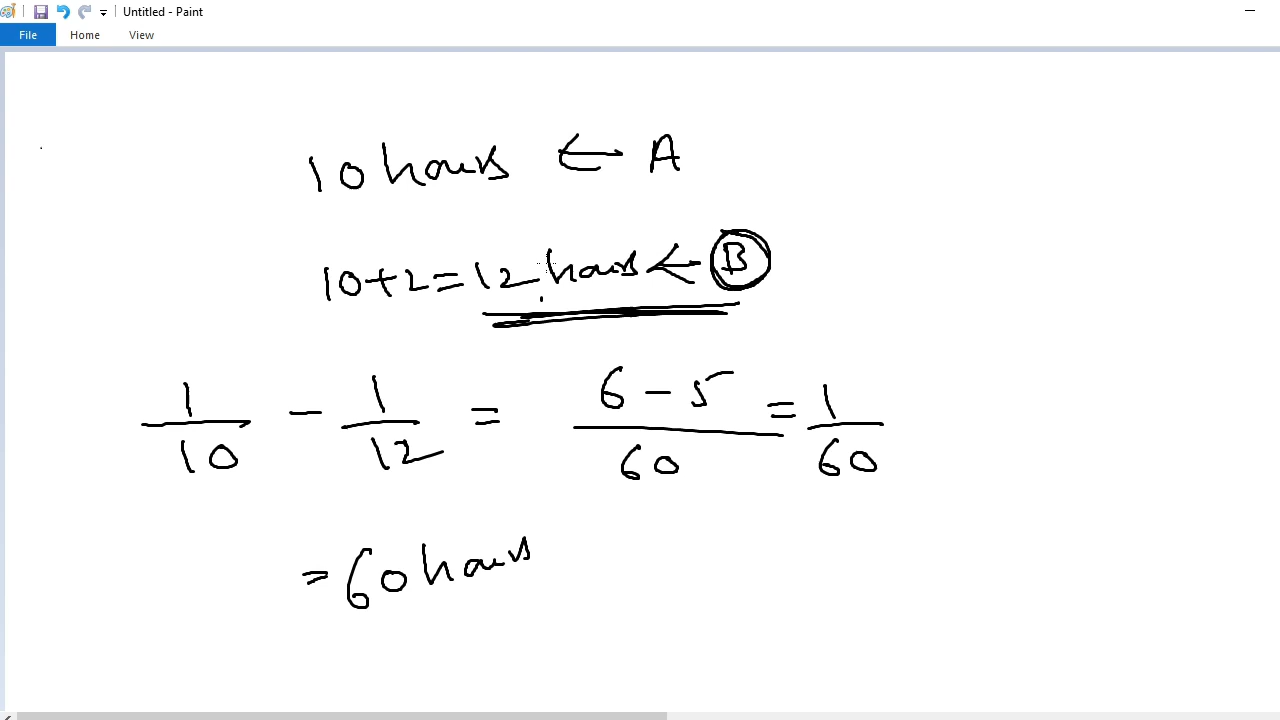 Untitled - Paint
File Home View
10 hours ← A
10+2=12 hours ← B
1/10 - 1/12 = 6-5/60 = 1/60
= 60 hours